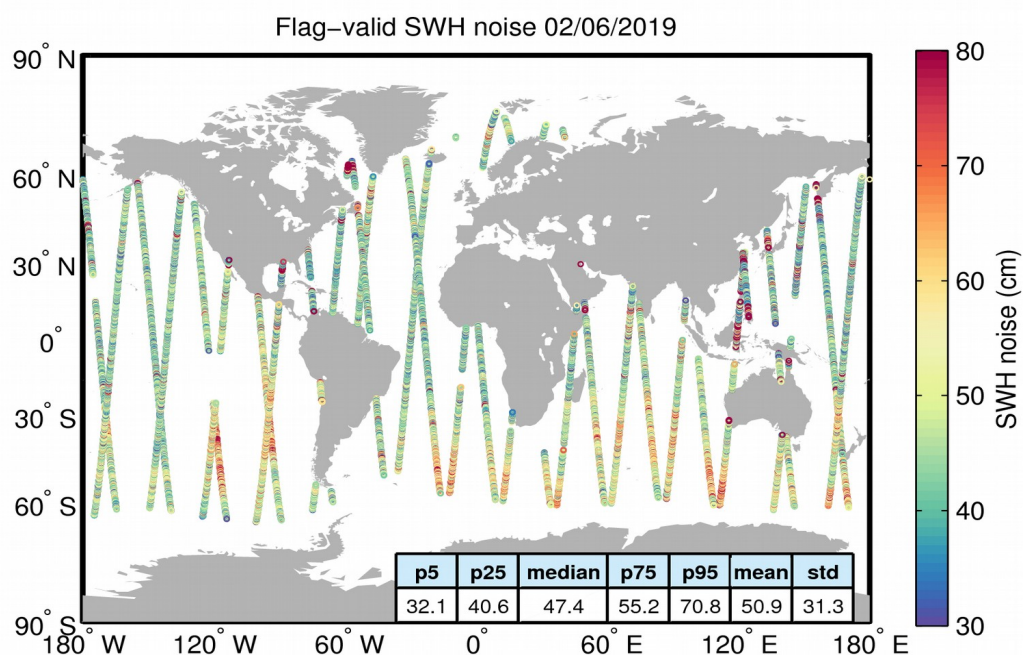 Flag−valid SWH noise 02/06/2019
90° N
60° N
30° N
0°
30° S
60° S
90° S
180° W
120° W
60° W
0°
60° E
120° E
180° E
80
70
60
50
40
30
SWH noise (cm)
p5 p25 median p75 p95 mean std
32.1 40.6 47.4 55.2 70.8 50.9 31.3